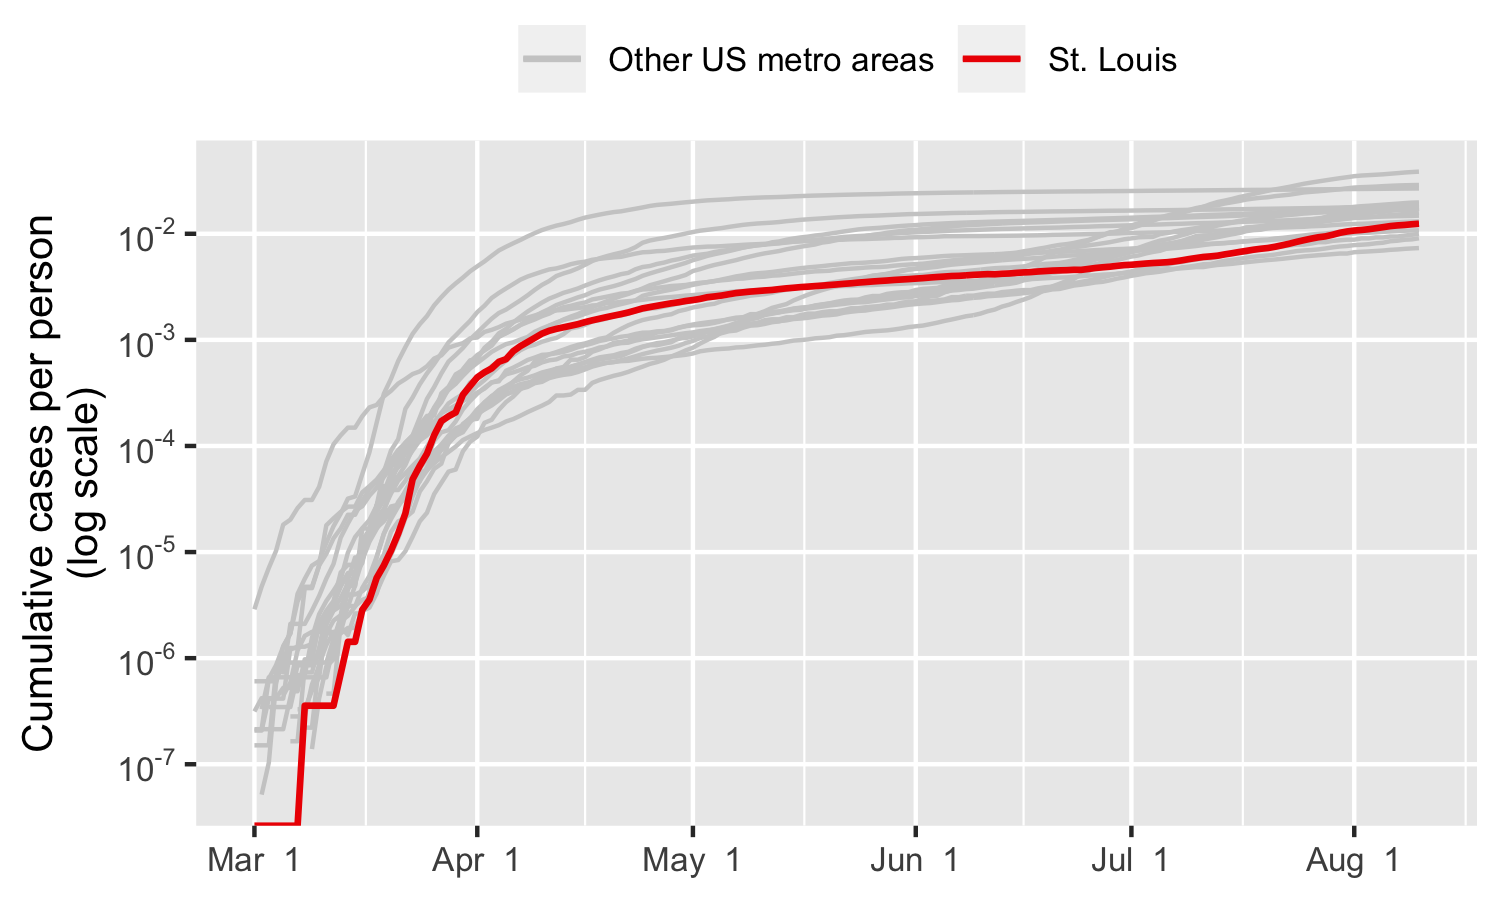 Other US metro areas
St. Louis
Cumulative cases per person
(log scale)
10⁻²
10⁻³
10⁻⁴
10⁻⁵
10⁻⁶
10⁻⁷
Mar 1
Apr 1
May 1
Jun 1
Jul 1
Aug 1